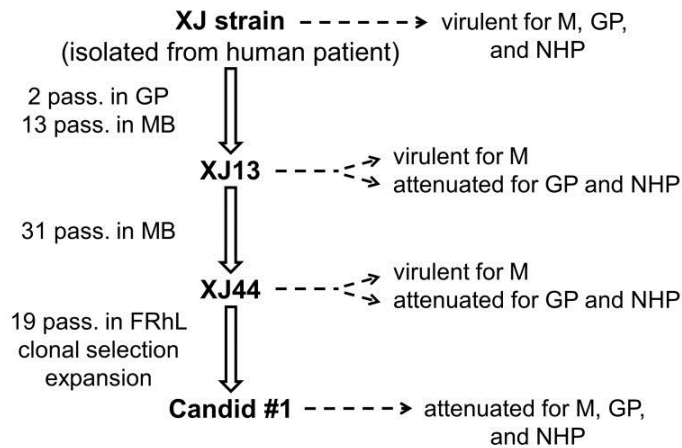 XJ strain
(isolated from human patient)
virulent for M, GP,
and NHP
2 pass. in GP
13 pass. in MB
XJ13
virulent for M
attenuated for GP and NHP
31 pass. in MB
XJ44
virulent for M
attenuated for GP and NHP
19 pass. in FRhL
clonal selection
expansion
Candid #1
attenuated for M, GP,
and NHP